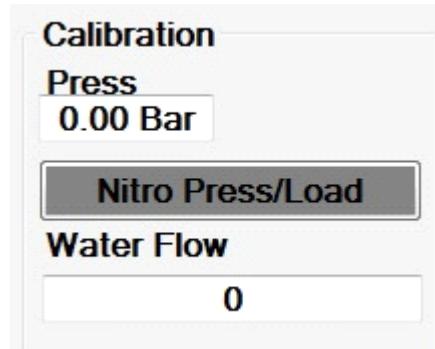 Calibration
Press
0.00 Bar
Nitro Press/Load
Water Flow
0